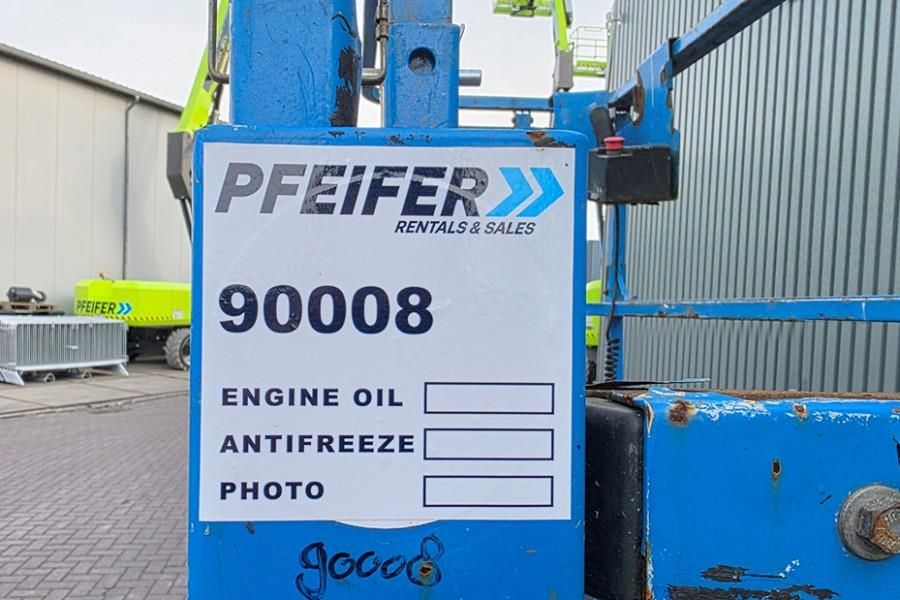 PFEIFER
RENTALS & SALES
90008
PFEIFER
ENGINE OIL
ANTIFREEZE
PHOTO
90008